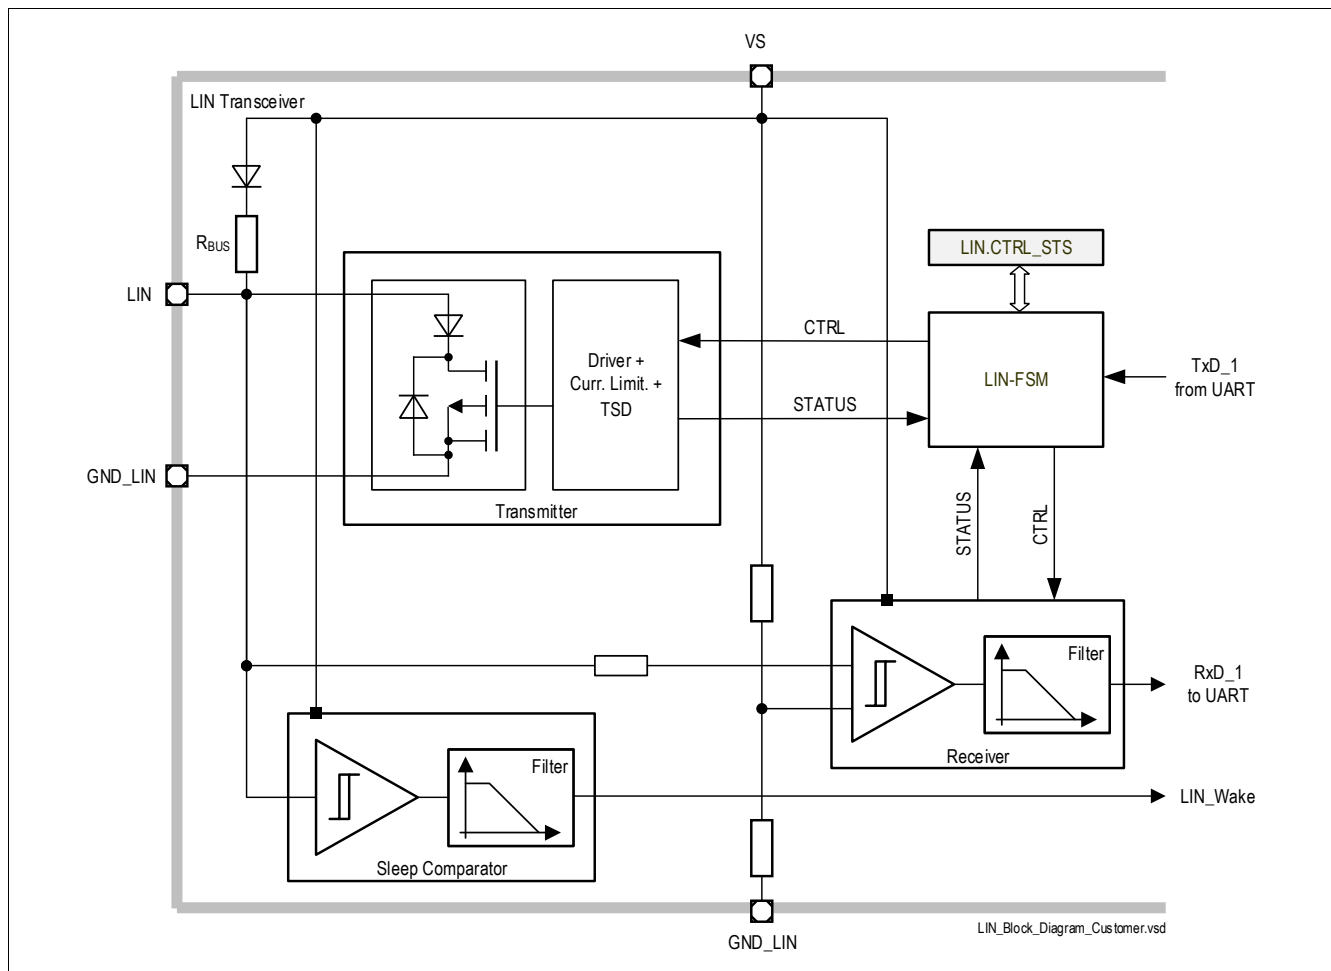 VS
LIN Transceiver
RBUS
LIN
GND_LIN
Driver +
Curr. Limit. +
TSD
Transmitter
CTRL
STATUS
LIN.CTRL_STS
LIN-FSM
TxD_1
from UART
STATUS
CTRL
Filter
Receiver
RxD_1
to UART
Filter
Sleep Comparator
LIN_Wake
GND_LIN
LIN_Block_Diagram_Customer.vsd